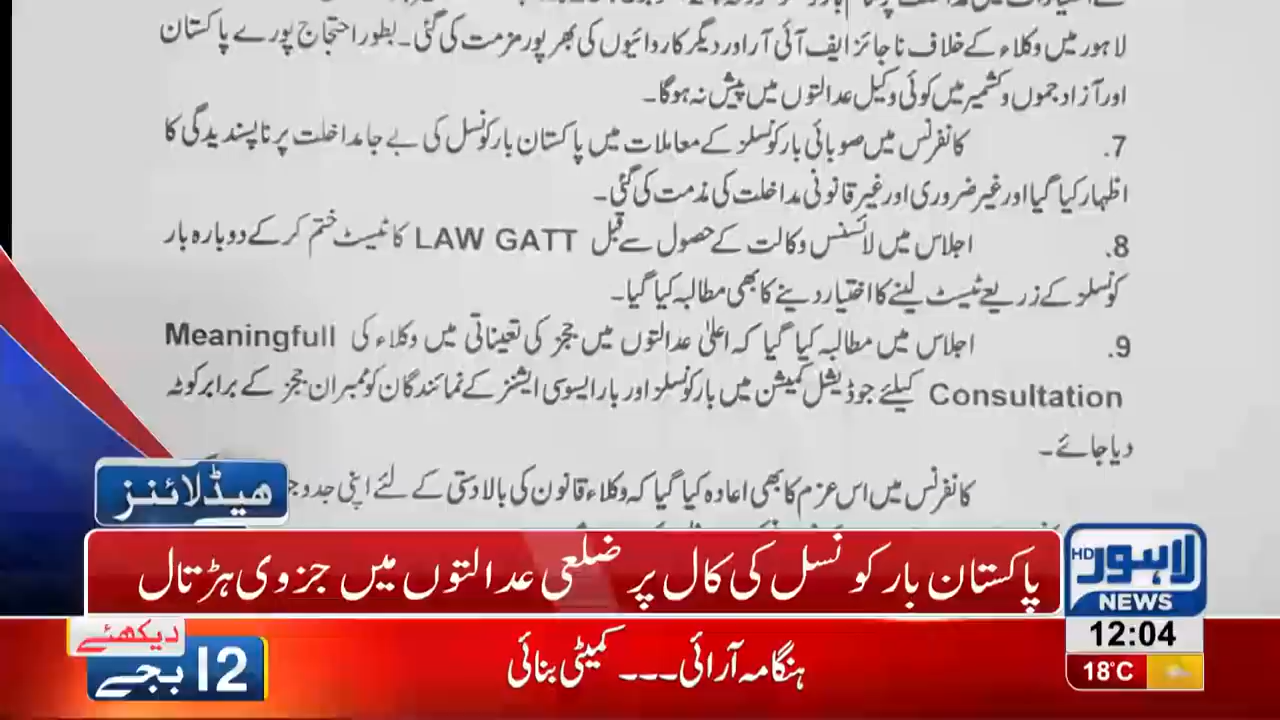 لاہور میں وکلاء کے خلاف ناجائز ایف آئی آر اور دیگر کاردائیوں کی بھرپور مزمت کی گئی۔ بطور احتجاج پورے پاکستان
اور آزاد جموں و کشمیر میں کوئی وکیل عدالتوں میں پیش نہ ہوگا۔
7. کانفرنس میں صوبائی بار کونسلز کے معاملات میں پاکستان بار کونسل کی بے جا مداخلت پر ناپسندیدگی کا
اظہار کیا گیا اور غیر ضروری اور غیر قانونی مداخلت کی مذمت کی گئی۔
8. اجلاس میں لائسنس وکالت کے حصول سے قبل LAW GATT کا ٹیسٹ ختم کر کے دوبارہ بار
کونسلز کے زریعے ٹیسٹ لینے کا اختیار دینے کا بھی مطالبہ کیا گیا۔
9. اجلاس میں مطالبہ کیا گیا کہ اعلیٰ عدالتوں میں ججز کی تعیناتی میں وکلاء کی Meaningfull
Consultation کیلئے جوڈیشل کمیشن میں بار کونسلز اور بار ایسوسی ایشنز کے نمائندگان کو ممبران ججز کے برابر کوٹہ
دیا جائے۔
کانفرنس میں اس عزم کا بھی اعادہ کیا گیا کہ وکلاء قانون کی بالادستی کے لئے اپنی
ہیڈلائنز
پاکستان بار کونسل کی کال پر ضلعی عدالتوں میں جزوی ہڑتال
لاہور HD
NEWS
12:04
18°C
دیکھئے
12 بجے
ہنگامہ آرائی ۔۔۔ کمیٹی بنائی